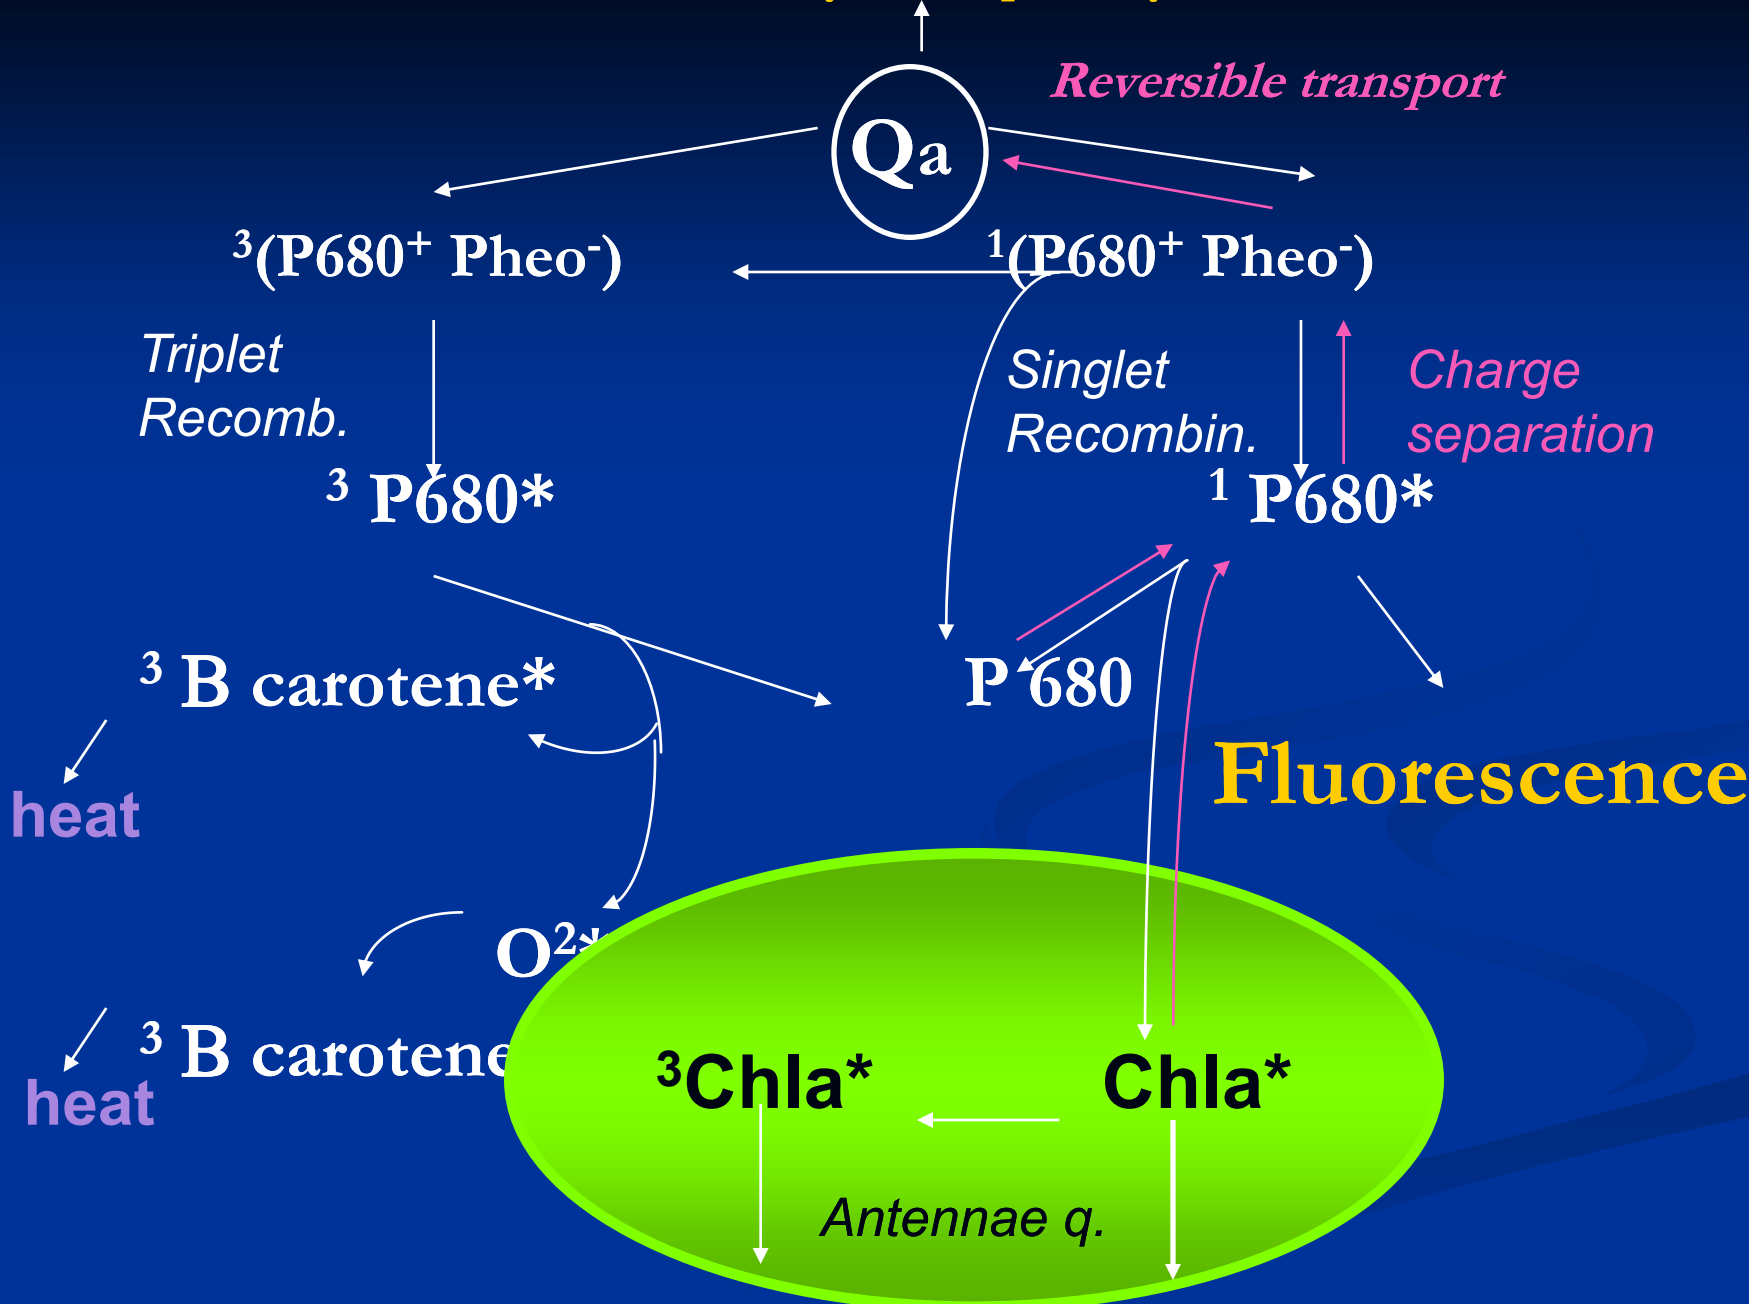 Reversible transport
Qa
³(P680⁺ Pheo⁻)
¹(P680⁺ Pheo⁻)
Triplet
Recomb.
Singlet
Recombin.
Charge
separation
³ P680*
¹ P680*
³ B carotene*
P 680
Fluorescence
heat
O²*
³ B carotene
heat
³Chla*
Chla*
Antennae q.